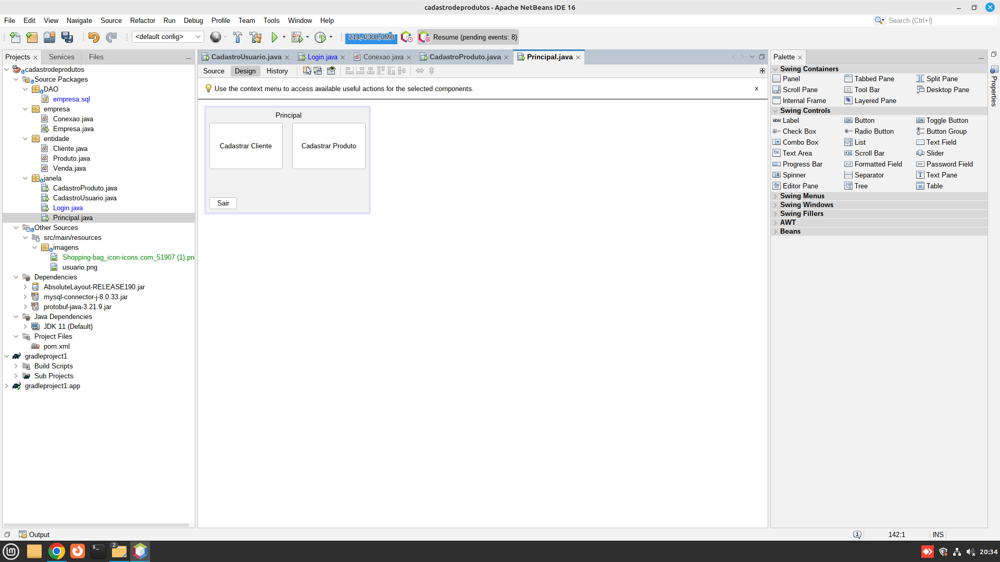 cadastrodeprodutos - Apache NetBeans IDE 16
File Edit View Navigate Source Refactor Run Debug Profile Team Tools Window Help
Search (Ctrl+I)
<default config>
214,4/308,0MB
Resume (pending events: 8)
Projects Services Files
cadastrodeprodutos
Source Packages
DAO
empresa.sql
empresa
Conexao.java
Empresa.java
entidade
Cliente.java
Produto.java
Venda.java
janela
CadastroProduto.java
CadastroUsuario.java
Login.java
Principal.java
Other Sources
src/main/resources
imagens
Shopping-bag_icon-icons.com_51907 (1).pn
usuario.png
Dependencies
AbsoluteLayout-RELEASE190.jar
mysql-connector-j-8.0.33.jar
protobuf-java-3.21.9.jar
Java Dependencies
JDK 11 (Default)
Project Files
pom.xml
gradleproject1
Build Scripts
Sub Projects
gradleproject1:app
CadastroUsuario.java Login.java Conexao.java CadastroProduto.java Principal.java
Source Design History
Use the context menu to access available useful actions for the selected components.
x
Principal
Cadastrar Cliente Cadastrar Produto
Sair
Palette
Swing Containers
Panel Tabbed Pane Split Pane
Scroll Pane Tool Bar Desktop Pane
Internal Frame Layered Pane
Swing Controls
Label Button Toggle Button
Check Box Radio Button Button Group
Combo Box List Text Field
Text Area Scroll Bar Slider
Progress Bar Formatted Field Password Field
Spinner Separator Text Pane
Editor Pane Tree Table
Swing Menus
Swing Windows
Swing Fillers
AWT
Beans
Properties
Output
1
142:1 INS
2
20:34